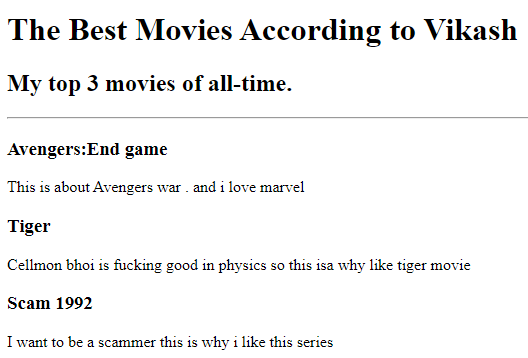 The Best Movies According to Vikash
My top 3 movies of all-time.
Avengers:End game
This is about Avengers war . and i love marvel
Tiger
Cellmon bhoi is fucking good in physics so this isa why like tiger movie
Scam 1992
I want to be a scammer this is why i like this series